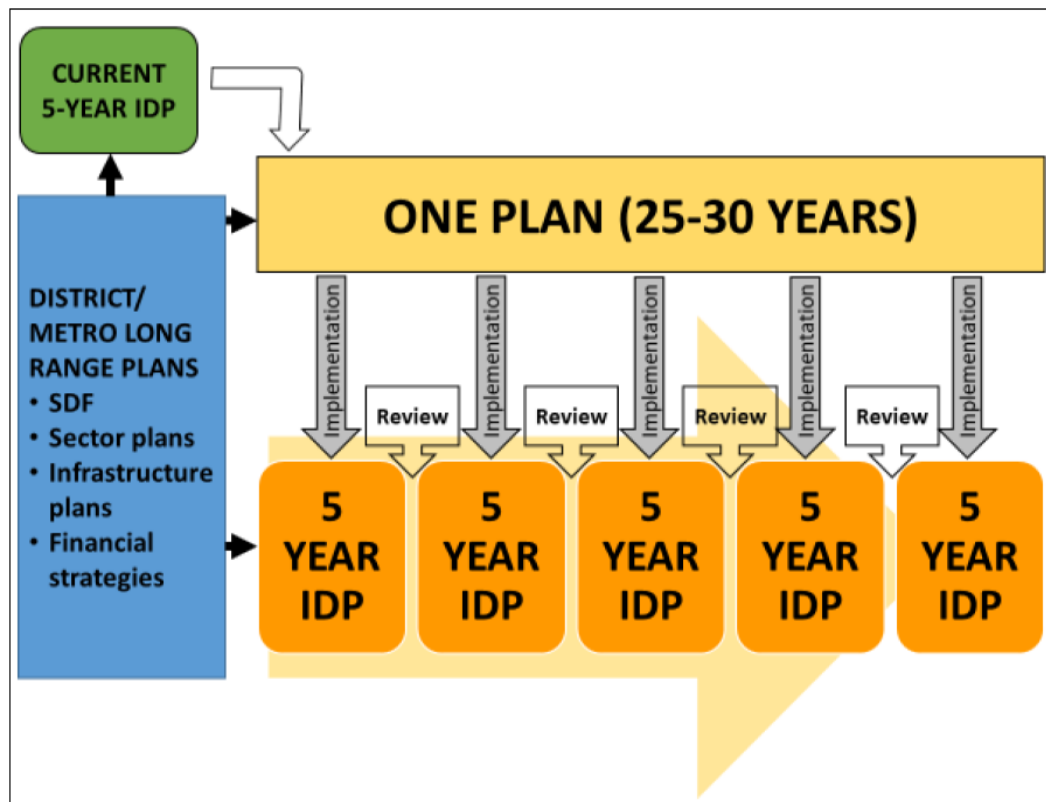 CURRENT
5-YEAR IDP
ONE PLAN (25-30 YEARS)
DISTRICT/
METRO LONG
RANGE PLANS
• SDF
• Sector plans
• Infrastructure
plans
• Financial
strategies
Implementation
Implementation
Implementation
Implementation
Implementation
Review
Review
Review
Review
5
YEAR
IDP
5
YEAR
IDP
5
YEAR
IDP
5
YEAR
IDP
5
YEAR
IDP